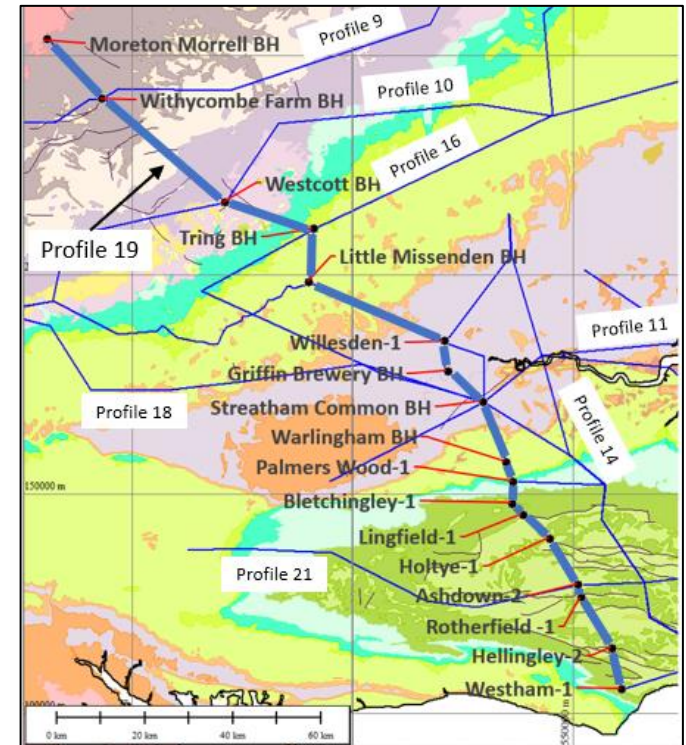 Profile 9
Moreton Morrell BH
Withycombe Farm BH
Profile 10
Profile 16
Westcott BH
Tring BH
Profile 19
Little Missenden BH
Willesden-1
Profile 11
Griffin Brewery BH
Profile 18
Streatham Common BH
Profile 14
Warlingham BH
Palmers Wood-1
150000 m
Bletchingley-1
Lingfield-1
Holtye-1
Profile 21
Ashdown-2
Rotherfield -1
Hellingley-2
Westham-1
550000 m
0 km
20 km
40 km
60 km